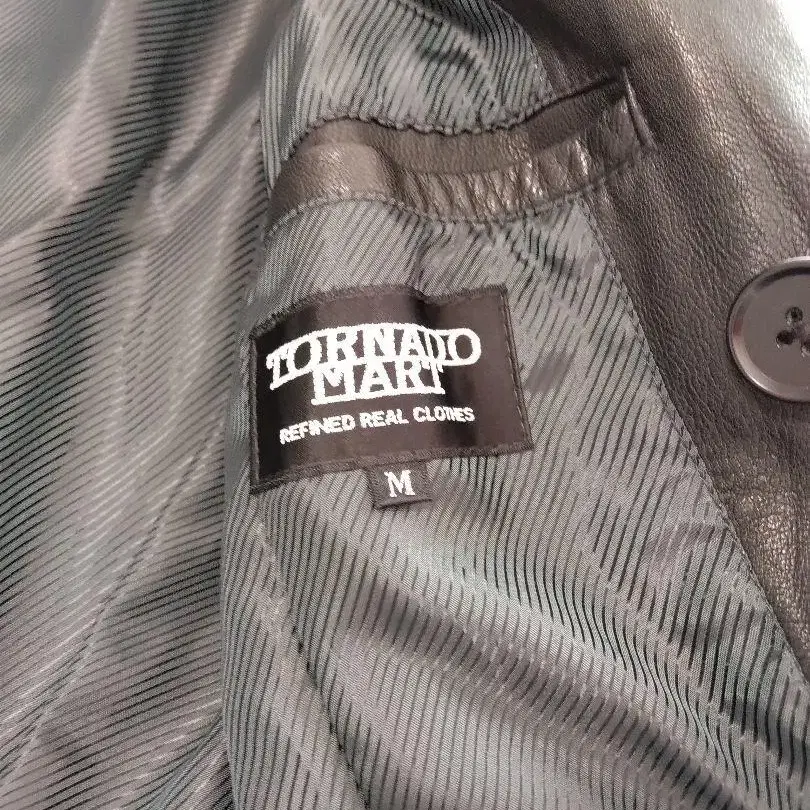 TORNADO
MART
REFINED REAL CLOTHES
M